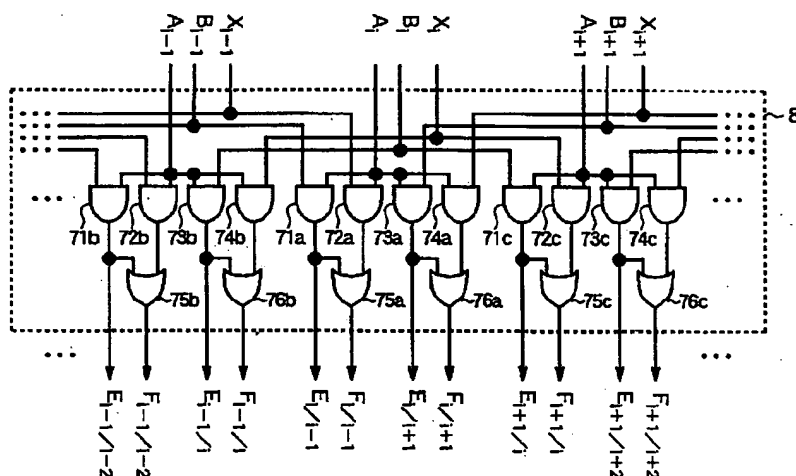 A_{i-1} B_{i-1} X_{i-1} A_i B_i X_i A_{i+1} B_{i+1} X_{i+1}
8
71b 72b 73b 74b 71a 72a 73a 74a 71c 72c 73c 74c
75b 76b 75a 76a 75c 76c
E_{i-1/i-2} F_{i-1/i-2} E_{i-1/i} F_{i-1/i} E_{i/i-1} F_{i/i-1} E_{i/i+1} F_{i/i+1} E_{i+1/i} F_{i+1/i} E_{i+1/i+2} F_{i+1/i+2}